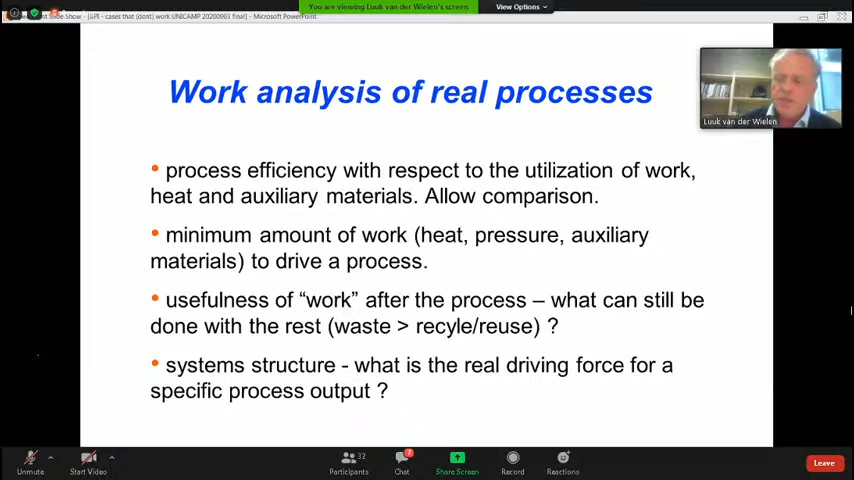 Slide Show - [GPI - cases that (dont) work UNICAMP 20200903 final] - Microsoft PowerPoint
You are viewing Luuk van der Wielen's screen
View Options
Work analysis of real processes
Luuk van der Wielen
• process efficiency with respect to the utilization of work,
heat and auxiliary materials. Allow comparison.
• minimum amount of work (heat, pressure, auxiliary
materials) to drive a process.
• usefulness of “work” after the process – what can still be
done with the rest (waste > recyle/reuse) ?
• systems structure - what is the real driving force for a
specific process output ?
32
7
Unmute
Start Video
Participants
Chat
Share Screen
Record
Reactions
Leave